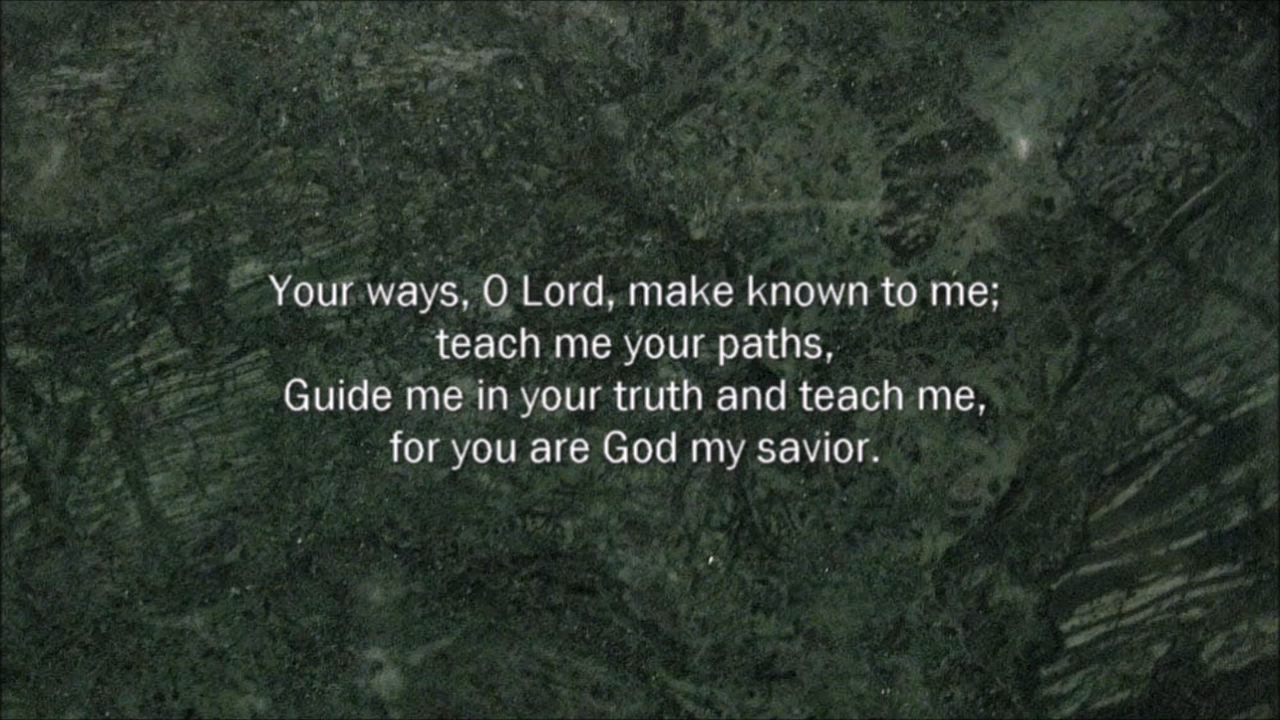 Your ways, O Lord, make known to me;
teach me your paths,
Guide me in your truth and teach me,
for you are God my savior.